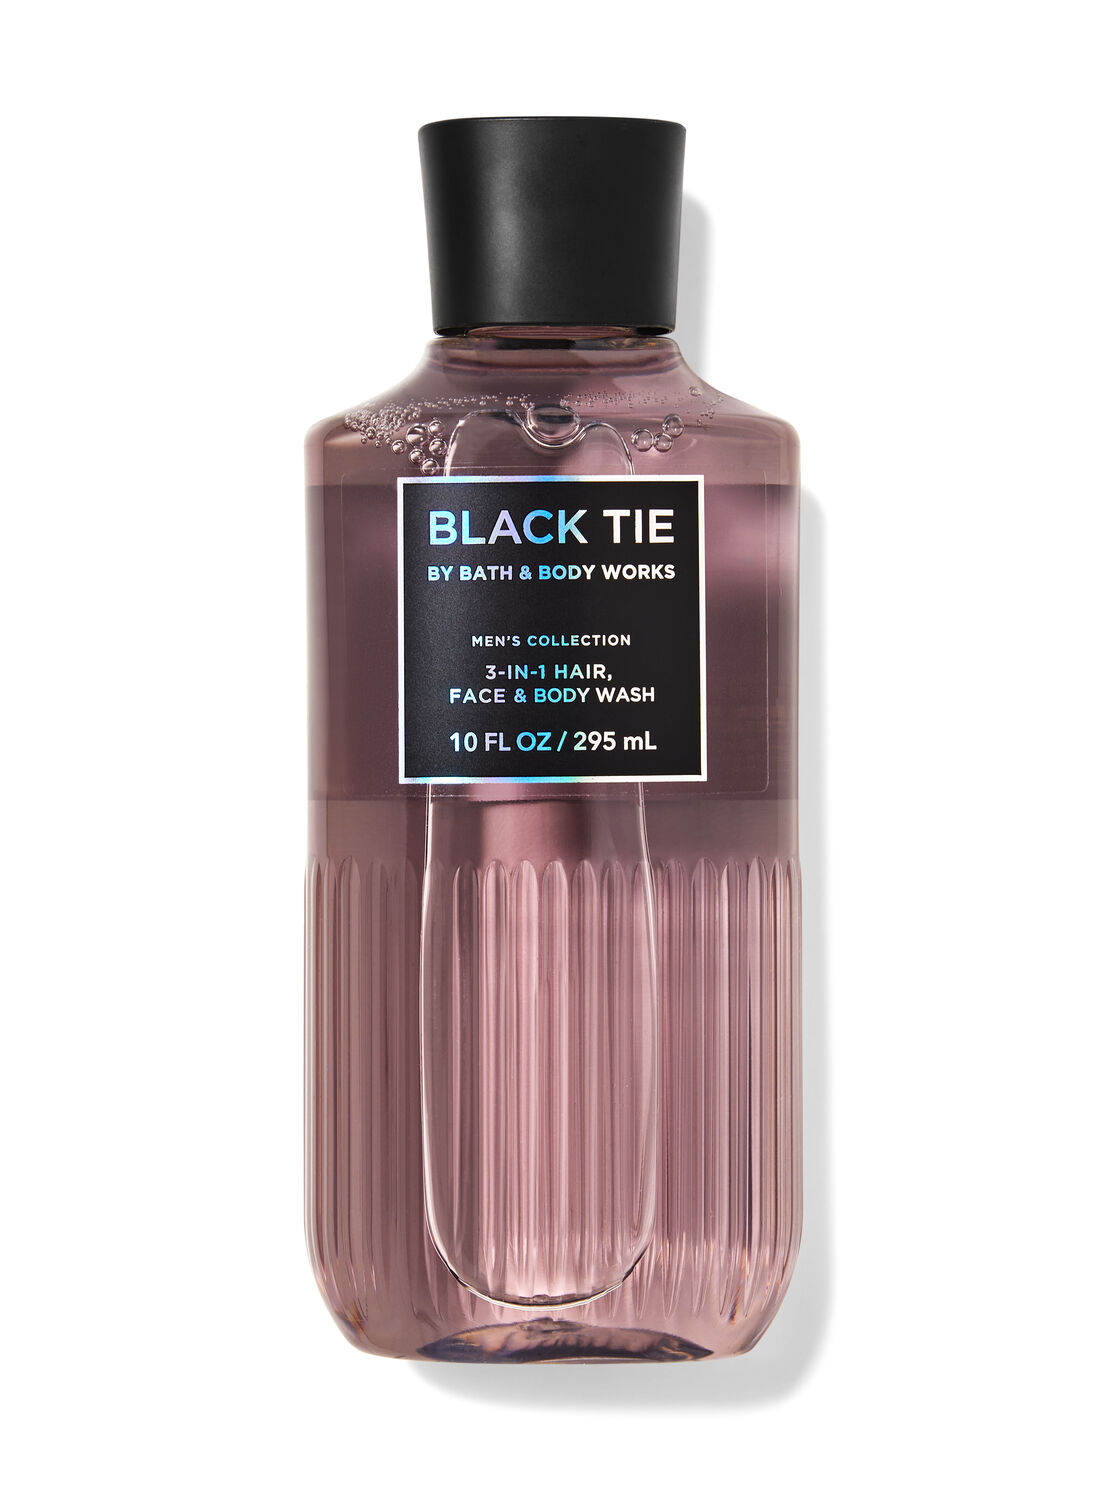 BLACK TIE
BY BATH & BODY WORKS
MEN'S COLLECTION
3-IN-1 HAIR,
FACE & BODY WASH
10 FL OZ / 295 mL